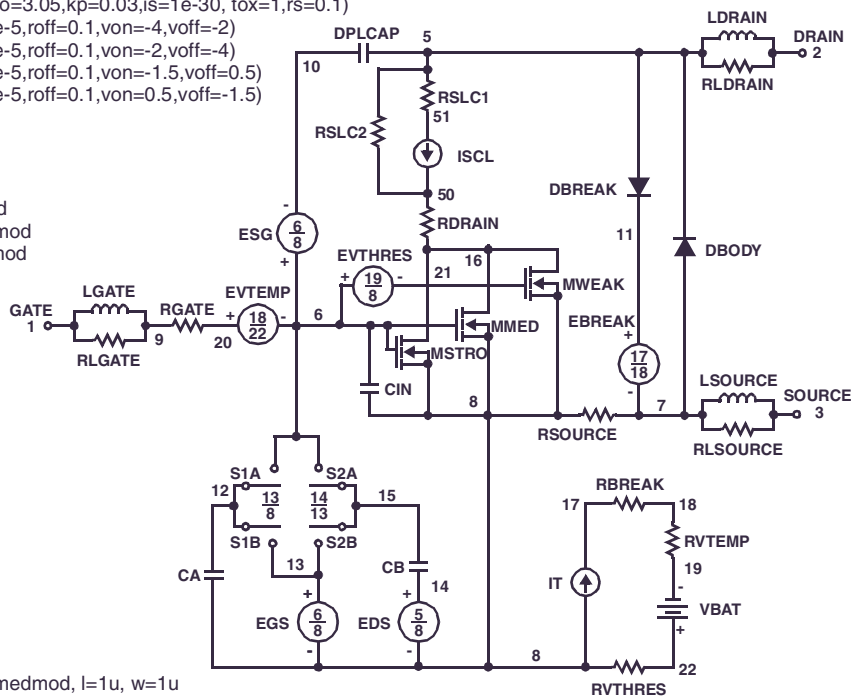 o=3.05,kp=0.03,is=1e-30, tox=1,rs=0.1)
e-5,roff=0.1,von=-4,voff=-2)
e-5,roff=0.1,von=-2,voff=-4)
e-5,roff=0.1,von=-1.5,voff=0.5)
e-5,roff=0.1,von=0.5,voff=-1.5)
d
mod
mod
LDRAIN
DRAIN
2
RLDRAIN
DPLCAP
5
10
RSLC1
51
RSLC2
ISCL
50
RDRAIN
DBREAK
11
DBODY
ESG
-
6
8
+
EVTHRES
+
19
8
-
21
16
MWEAK
GATE
1
LGATE
RLGATE
9
RGATE
20
EVTEMP
+
18
22
-
6
MMED
MSTRO
EBREAK
+
17
18
-
CIN
8
RSOURCE
7
LSOURCE
SOURCE
3
RLSOURCE
S1A
S2A
12
13
8
14
13
15
S1B
S2B
13
CA
CB
14
+
EGS
6
8
-
+
EDS
5
8
-
RBREAK
17
18
RVTEMP
19
IT
-
VBAT
+
8
22
RVTHRES
medmod, l=1u, w=1u